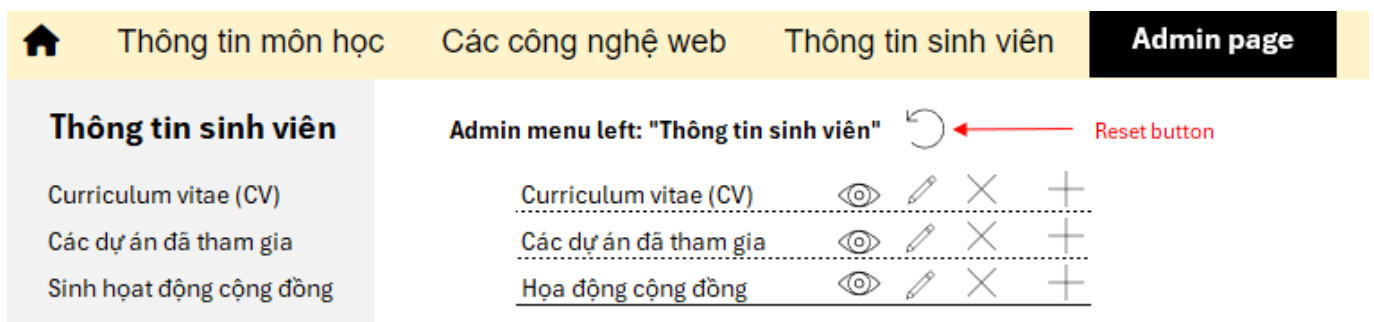 Thông tin môn học Các công nghệ web Thông tin sinh viên Admin page
Thông tin sinh viên
Curriculum vitae (CV)
Các dự án đã tham gia
Sinh họat động cộng đồng
Admin menu left: "Thông tin sinh viên"
Reset button
Curriculum vitae (CV)
Các dự án đã tham gia
Họa động cộng đồng